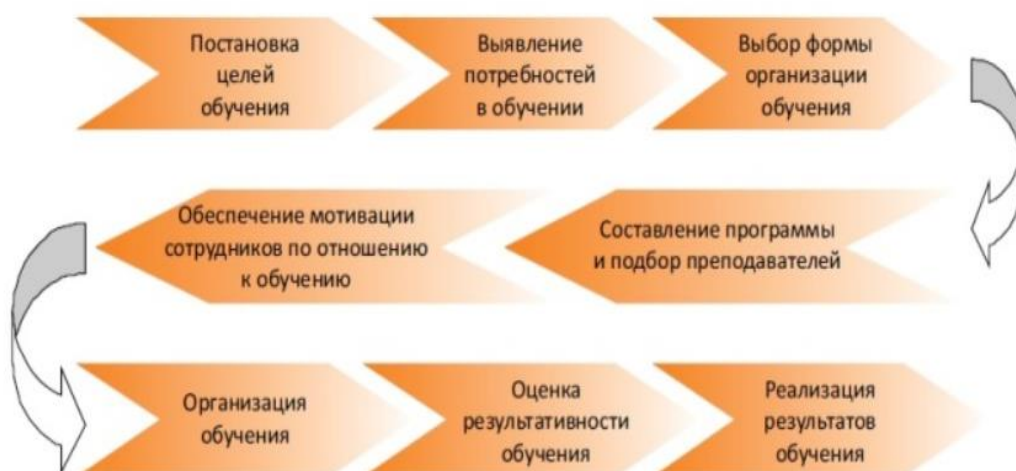 Постановка
целей
обучения
Выявление
потребностей
в обучении
Выбор формы
организации
обучения
Составление программы
и подбор преподавателей
Обеспечение мотивации
сотрудников по отношению
к обучению
Организация
обучения
Оценка
результативности
обучения
Реализация
результатов
обучения